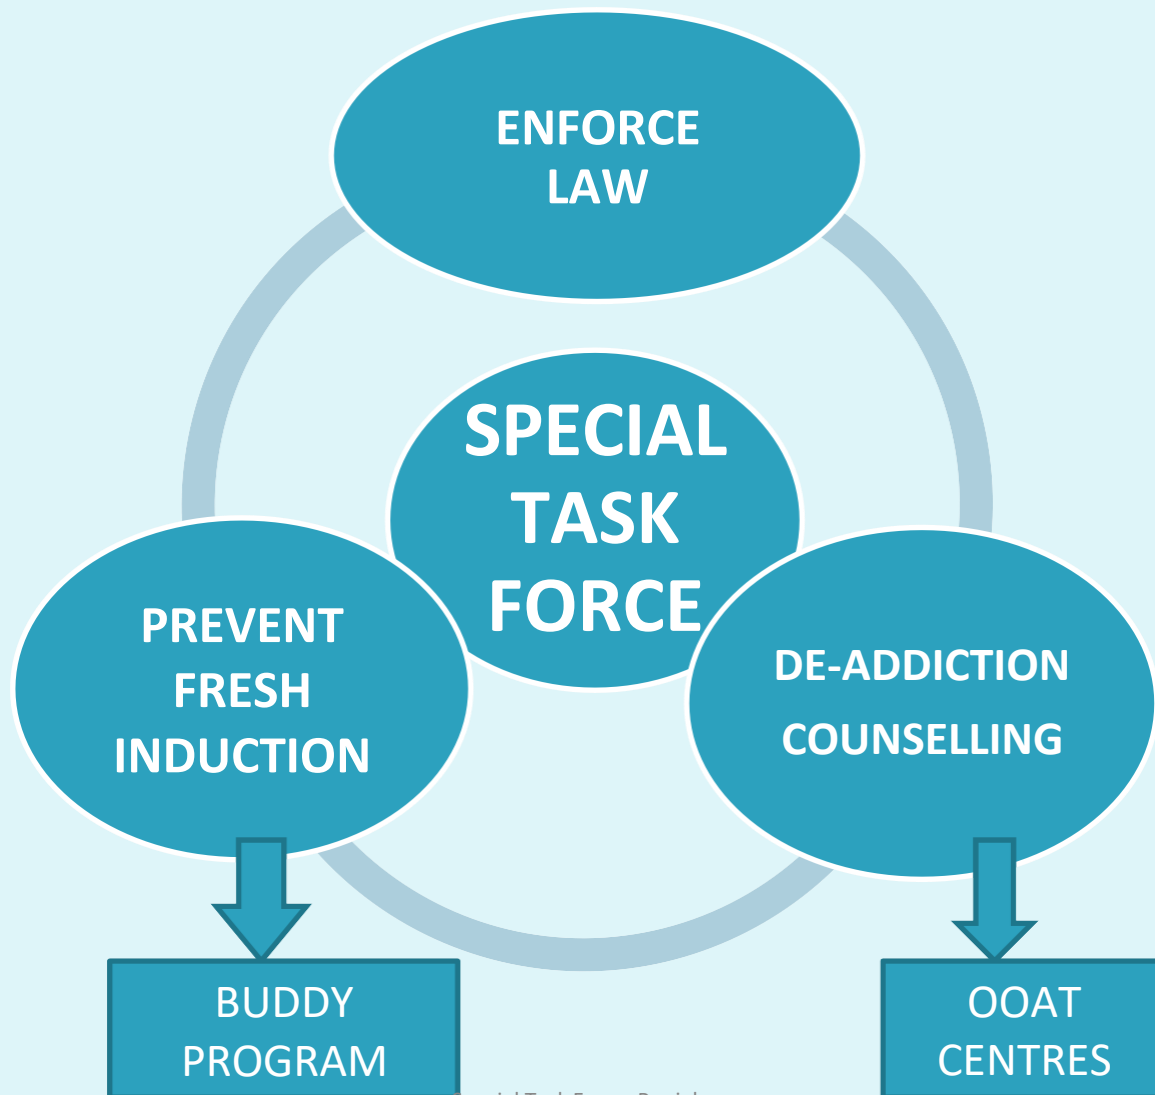 ENFORCE
LAW
SPECIAL
TASK
FORCE
PREVENT
FRESH
INDUCTION
DE-ADDICTION
COUNSELLING
BUDDY
PROGRAM
OOAT
CENTRES